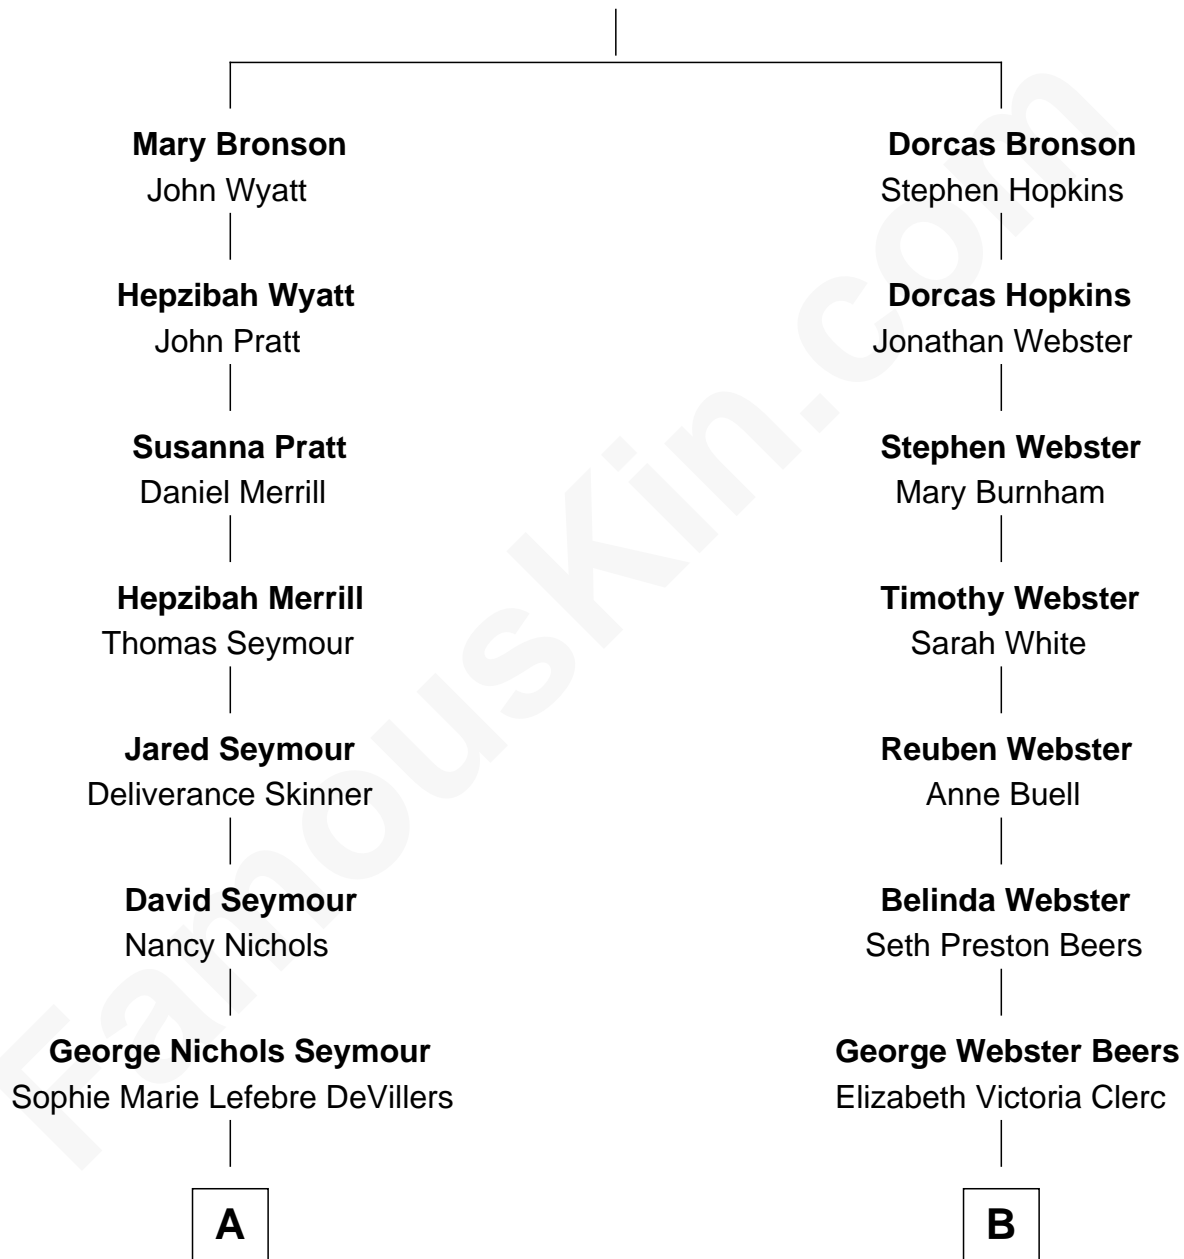 Mary Bronson
John Wyatt
Dorcas Bronson
Stephen Hopkins
Hepzibah Wyatt
John Pratt
Dorcas Hopkins
Jonathan Webster
Susanna Pratt
Daniel Merrill
Stephen Webster
Mary Burnham
Hepzibah Merrill
Thomas Seymour
Timothy Webster
Sarah White
Jared Seymour
Deliverance Skinner
Reuben Webster
Anne Buell
David Seymour
Nancy Nichols
Belinda Webster
Seth Preston Beers
George Nichols Seymour
Sophie Marie Lefebre DeVillers
George Webster Beers
Elizabeth Victoria Clerc
A
B
FamousKin.com